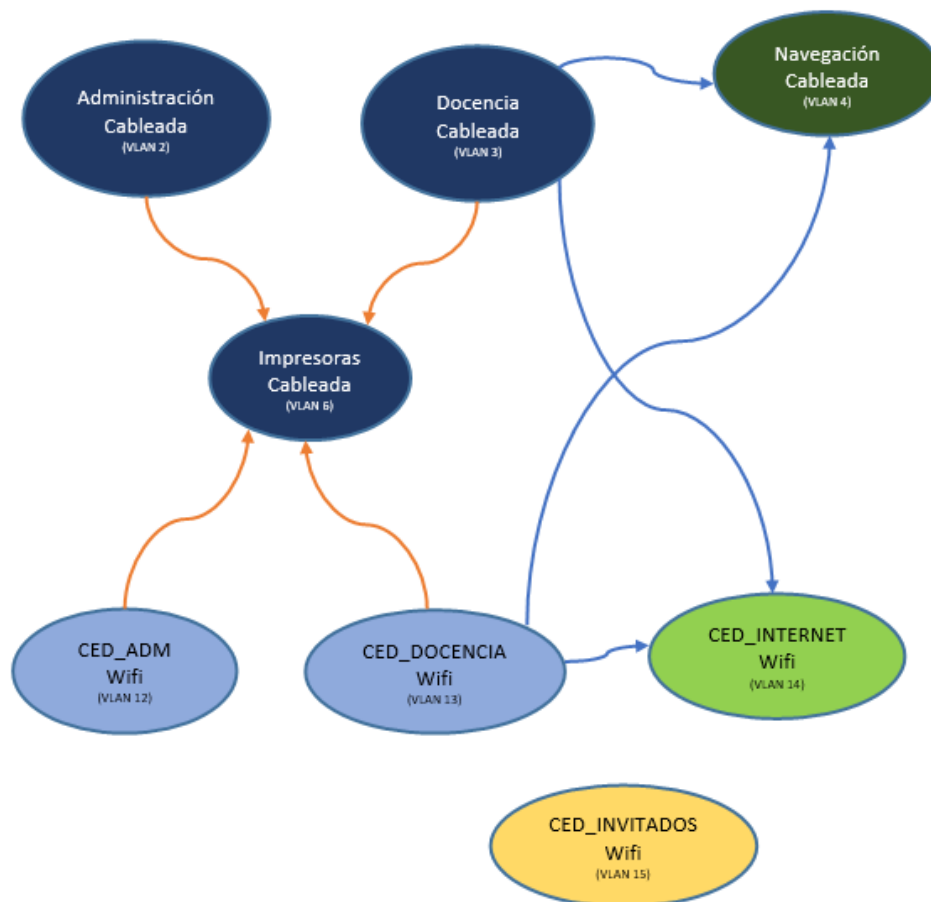 Administración
Cableada
(VLAN 2)
Docencia
Cableada
(VLAN 3)
Navegación
Cableada
(VLAN 4)
Impresoras
Cableada
(VLAN 6)
CED_ADM
Wifi
(VLAN 12)
CED_DOCENCIA
Wifi
(VLAN 13)
CED_INTERNET
Wifi
(VLAN 14)
CED_INVITADOS
Wifi
(VLAN 15)